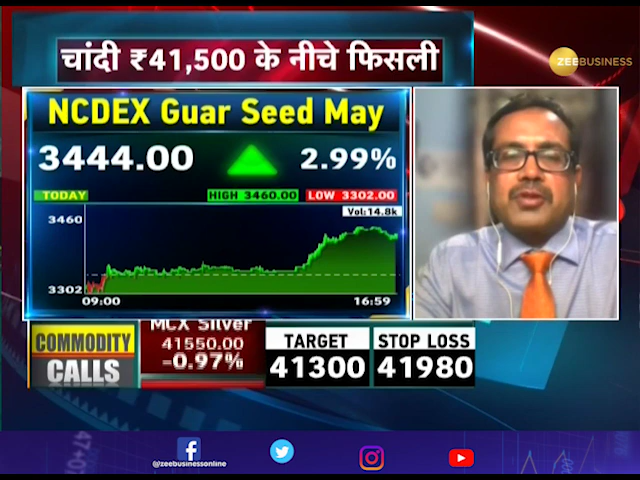 चांदी ₹41,500 के नीचे फिसली
ZEEBUSINESS
NCDEX Guar Seed May
3444.00 2.99%
TODAY HIGH 3460.00 LOW 3302.00
Vol:14.8k
3460
3302
09:00 16:59
COMMODITY
CALLS
MCX Silver
41550.00
-0.97%
TARGET
41300
STOP LOSS
41980
@zeebusinessonline